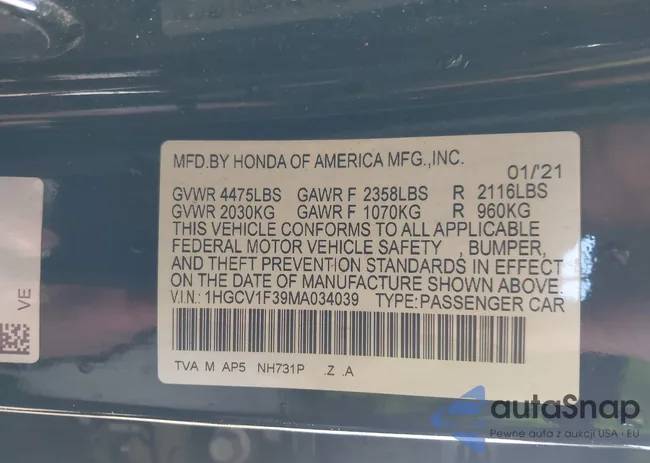 MFD.BY HONDA OF AMERICA MFG.,INC.
01/'21
GVWR 4475LBS GAWR F 2358LBS R 2116LBS
GVWR 2030KG GAWR F 1070KG R 960KG
THIS VEHICLE CONFORMS TO ALL APPLICABLE
FEDERAL MOTOR VEHICLE SAFETY , BUMPER,
AND THEFT PREVENTION STANDARDS IN EFFECT
ON THE DATE OF MANUFACTURE SHOWN ABOVE.
V.I.N.: 1HGCV1F39MA034039 TYPE:PASSENGER CAR
TVA M AP5 NH731P .Z .A
VE
autaSnap
Pewne auta z aukcji USA i EU